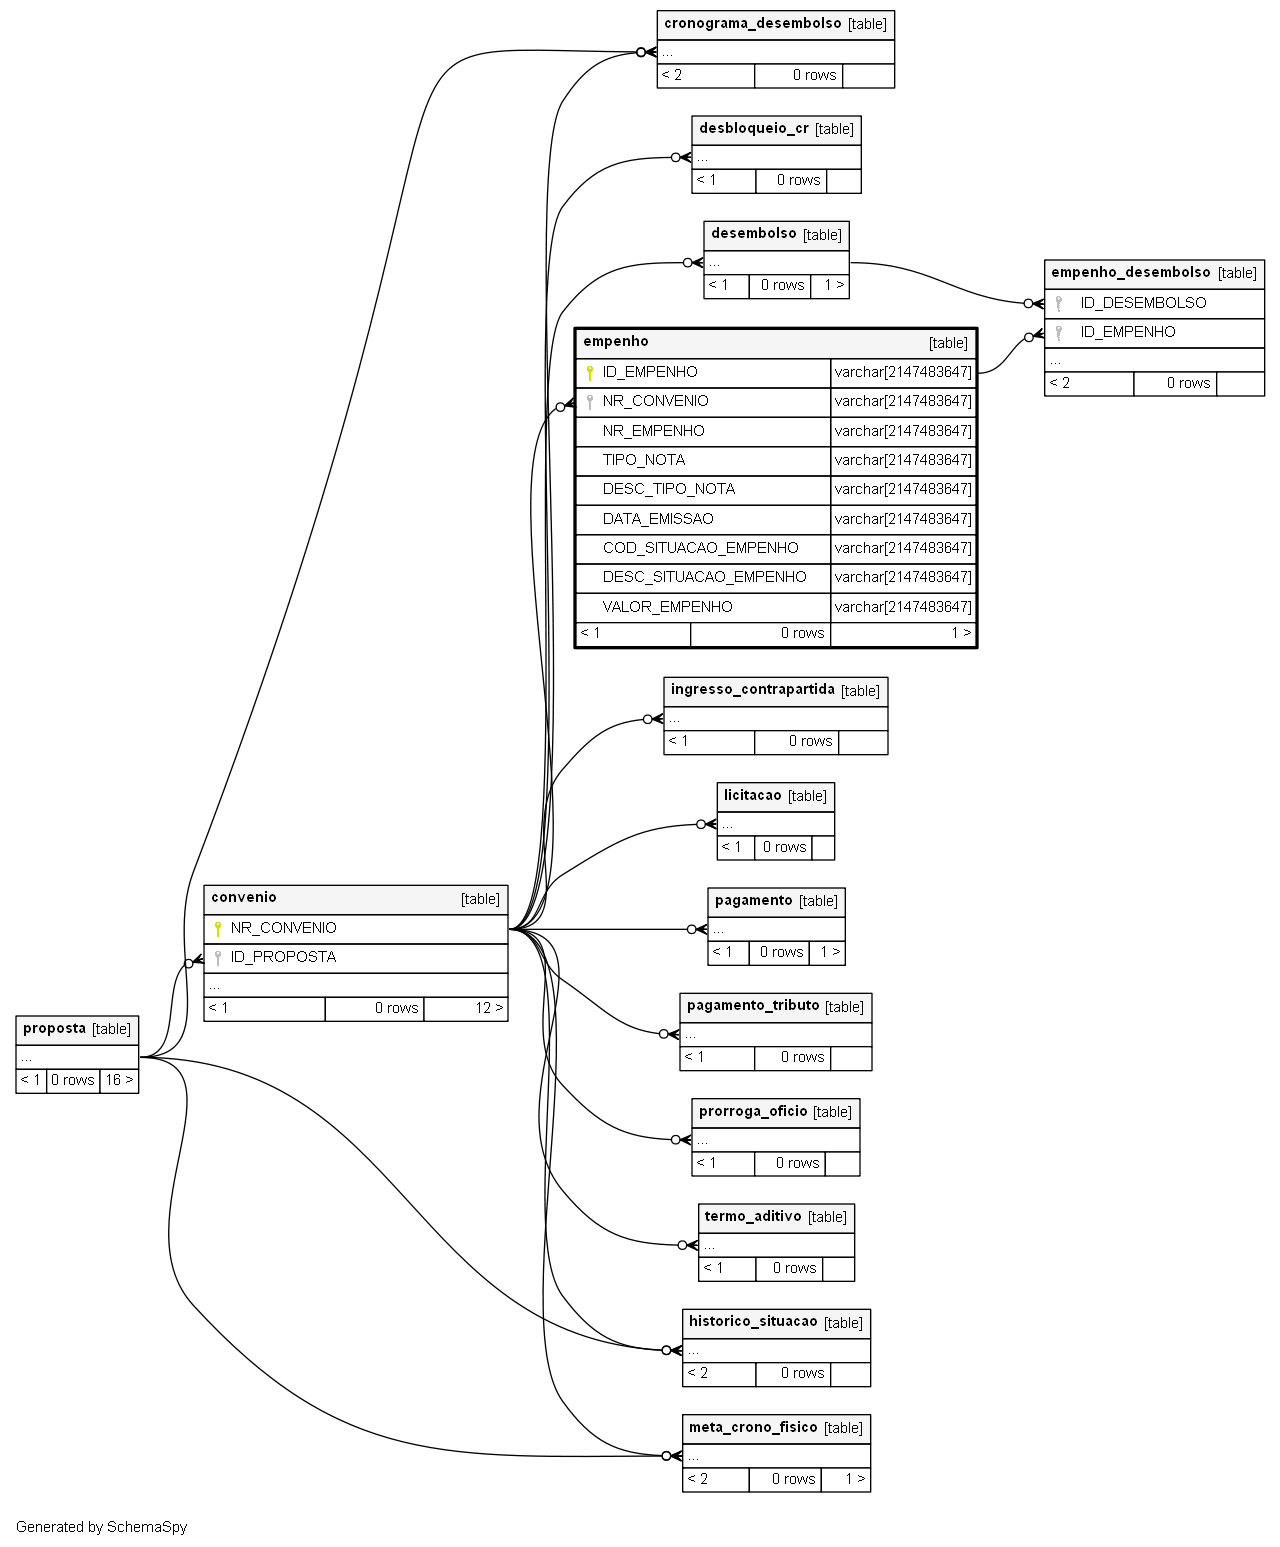 cronograma_desembolso [table]
...
< 2 0 rows
desbloqueio_cr [table]
...
< 1 0 rows
desembolso [table]
...
< 1 0 rows 1 >
empenho_desembolso [table]
ID_DESEMBOLSO
ID_EMPENHO
...
< 2 0 rows
empenho [table]
ID_EMPENHO varchar[2147483647]
NR_CONVENIO varchar[2147483647]
NR_EMPENHO varchar[2147483647]
TIPO_NOTA varchar[2147483647]
DESC_TIPO_NOTA varchar[2147483647]
DATA_EMISSAO varchar[2147483647]
COD_SITUACAO_EMPENHO varchar[2147483647]
DESC_SITUACAO_EMPENHO varchar[2147483647]
VALOR_EMPENHO varchar[2147483647]
< 1 0 rows 1 >
ingresso_contrapartida [table]
...
< 1 0 rows
licitacao [table]
...
< 1 0 rows
convenio [table]
NR_CONVENIO
ID_PROPOSTA
...
< 1 0 rows 12 >
pagamento [table]
...
< 1 0 rows 1 >
pagamento_tributo [table]
...
< 1 0 rows
proposta [table]
...
< 1 0 rows 16 >
prorroga_oficio [table]
...
< 1 0 rows
termo_aditivo [table]
...
< 1 0 rows
historico_situacao [table]
...
< 2 0 rows
meta_crono_fisico [table]
...
< 2 0 rows 1 >
Generated by SchemaSpy